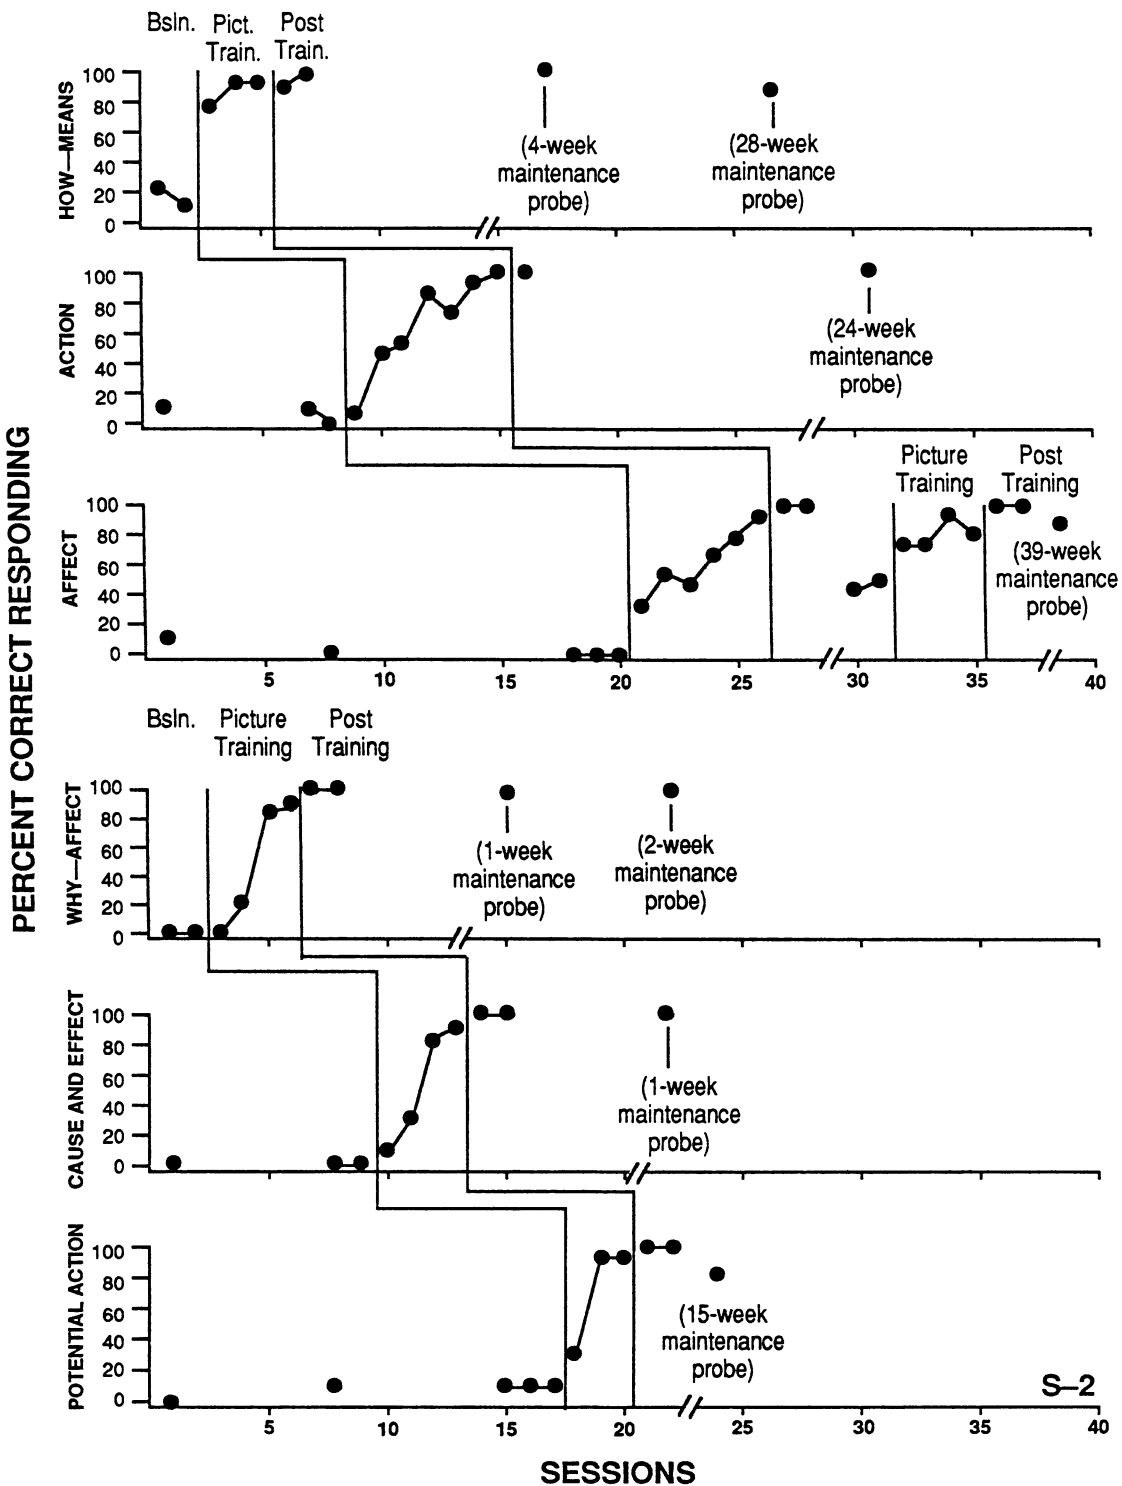 PERCENT CORRECT RESPONDING
Bsln.
Pict.
Train.
Post
Train.
HOW—MEANS
100
80
60
40
20
0
(4-week
maintenance
probe)
(28-week
maintenance
probe)
ACTION
100
80
60
40
20
0
(24-week
maintenance
probe)
AFFECT
100
80
60
40
20
0
Picture
Training
Post
Training
(39-week
maintenance
probe)
5
10
15
20
25
30
35
40
Bsln.
Picture
Training
Post
Training
WHY—AFFECT
100
80
60
40
20
0
(1-week
maintenance
probe)
(2-week
maintenance
probe)
CAUSE AND EFFECT
100
80
60
40
20
0
(1-week
maintenance
probe)
POTENTIAL ACTION
100
80
60
40
20
0
(15-week
maintenance
probe)
S–2
5
10
15
20
25
30
35
40
SESSIONS